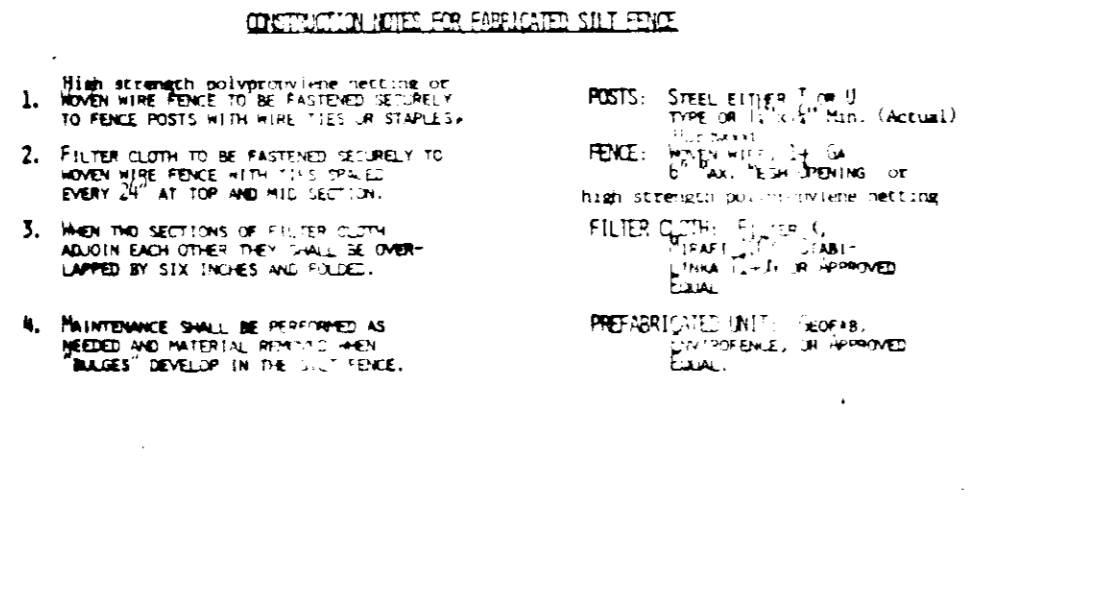 CONSTRUCTION NOTES FOR FABRICATED SILT FENCE
High strength polypropylene netting or
1. WOVEN WIRE FENCE TO BE FASTENED SECURELY
TO FENCE POSTS WITH WIRE TIES OR STAPLES.
2. FILTER CLOTH TO BE FASTENED SECURELY TO
WOVEN WIRE FENCE WITH TIES SPACED
EVERY 24" AT TOP AND MID SECTION.
3. WHEN TWO SECTIONS OF FILTER CLOTH
ADJOIN EACH OTHER THEY SHALL BE OVER-
LAPPED BY SIX INCHES AND FOLDED.
4. MAINTENANCE SHALL BE PERFORMED AS
NEEDED AND MATERIAL REMOVED WHEN
"BULGES" DEVELOP IN THE SILT FENCE.
POSTS: STEEL EITHER T OR U
TYPE OR Min. (Actual)
FENCE: WOVEN WIRE, GA
6" MAX. MESH OPENING or
high strength polypropylene netting
FILTER CLOTH: FILTER
MIRAFI STABI-
LINKA OR APPROVED
EQUAL
PREFABRICATED UNIT: GEOFAB,
ENVIROFENCE, OR APPROVED
EQUAL.